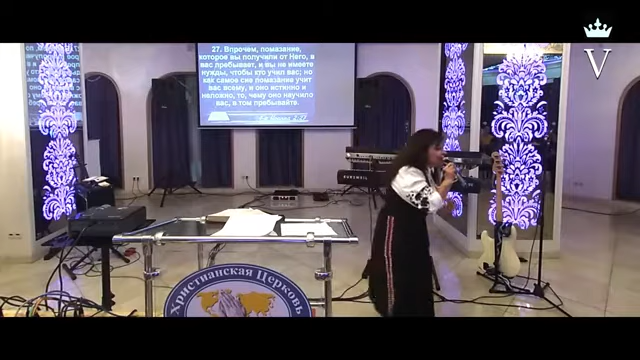 27. Впрочем, помазание,
которое вы получили от Него, в
вас пребывает, и вы не имеете
нужды, чтобы кто учил вас; но
как самое сие помазание учит
вас всему, и оно истинно и
неложно, то, чему оно научило
вас, в том пребывайте.
V
KURZWEIL
Христианская Церковь